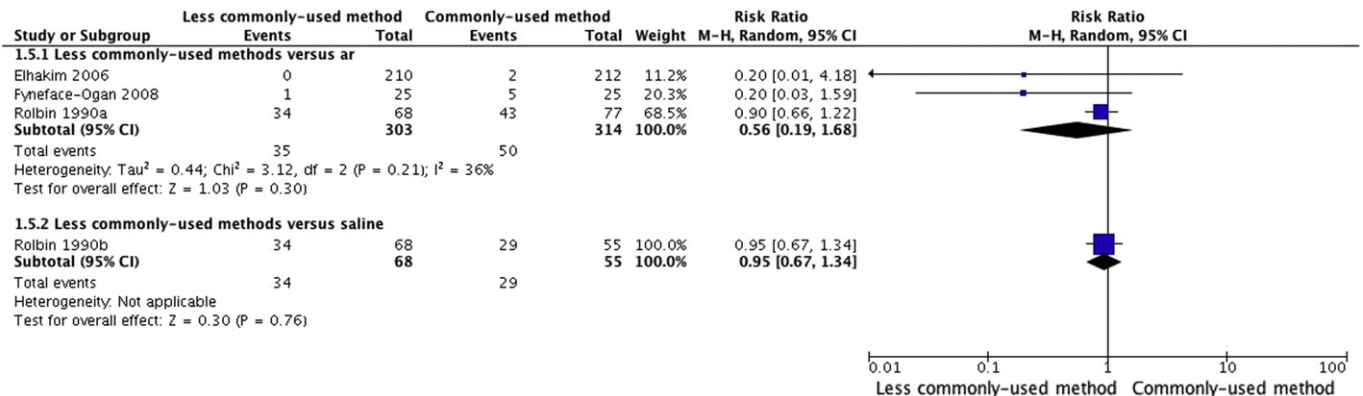 Less commonly-used method Commonly-used method Risk Ratio Risk Ratio
Study or Subgroup Events Total Events Total Weight M-H, Random, 95% CI M-H, Random, 95% CI
1.5.1 Less commonly-used methods versus ar
Elhakim 2006 0 210 2 212 11.2% 0.20 [0.01, 4.18]
Fyneface-Ogan 2008 1 25 5 25 20.3% 0.20 [0.03, 1.59]
Rolbin 1990a 34 68 43 77 68.5% 0.90 [0.66, 1.22]
Subtotal (95% CI) 303 314 100.0% 0.56 [0.19, 1.68]
Total events 35 50
Heterogeneity: Tau² = 0.44; Chi² = 3.12, df = 2 (P = 0.21); I² = 36%
Test for overall effect: Z = 1.03 (P = 0.30)
1.5.2 Less commonly-used methods versus saline
Rolbin 1990b 34 68 29 55 100.0% 0.95 [0.67, 1.34]
Subtotal (95% CI) 68 55 100.0% 0.95 [0.67, 1.34]
Total events 34 29
Heterogeneity: Not applicable
Test for overall effect: Z = 0.30 (P = 0.76)
0.01 0.1 1 10 100
Less commonly-used method Commonly-used method